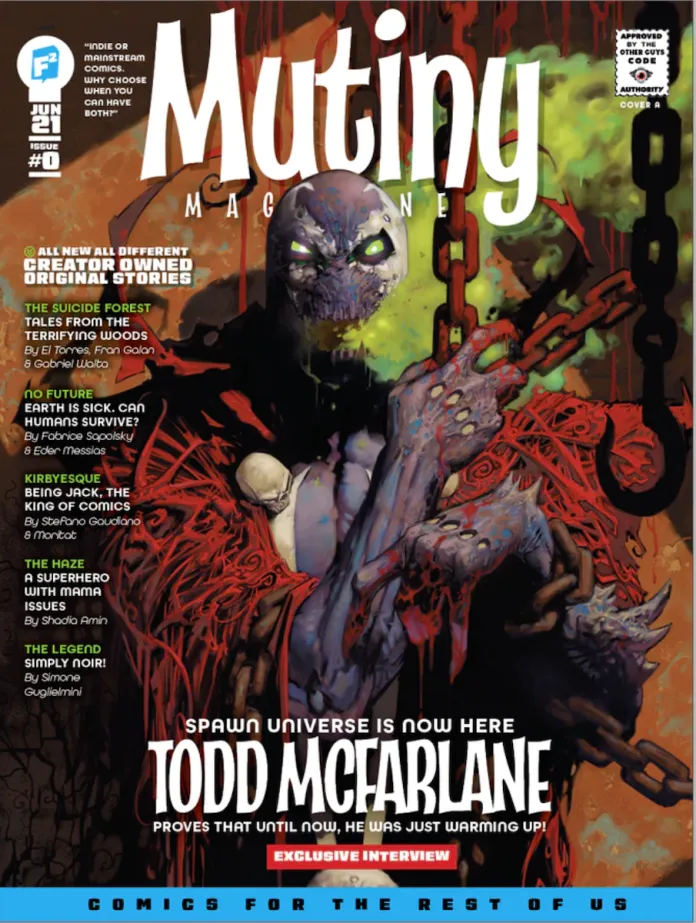 F²
JUN
21
ISSUE
#0
"INDIE OR
MAINSTREAM
COMICS.
WHY CHOOSE
WHEN YOU
CAN HAVE
BOTH?"
Mutiny
APPROVED
BY THE
OTHER GUYS
CODE
AUTHORITY
COVER A
MAG NE
ALL NEW ALL DIFFERENT
CREATOR OWNED
ORIGINAL STORIES
THE SUICIDE FOREST
TALES FROM THE
TERRIFYING WOODS
By El Torres, Fran Galan
& Gabriel Walta
NO FUTURE
EARTH IS SICK. CAN
HUMANS SURVIVE?
By Fabrice Sapolsky
& Eder Messias
KIRBYESQUE
BEING JACK, THE
KING OF COMICS
By Stefano Gaudiano
& Moritat
THE HAZE
A SUPERHERO
WITH MAMA
ISSUES
By Shadia Amin
THE LEGEND
SIMPLY NOIR!
By Simone
Guglielmini
SPAWN UNIVERSE IS NOW HERE
TODD MCFARLANE
PROVES THAT UNTIL NOW, HE WAS JUST WARMING UP!
EXCLUSIVE INTERVIEW
COMICS FOR THE REST OF US